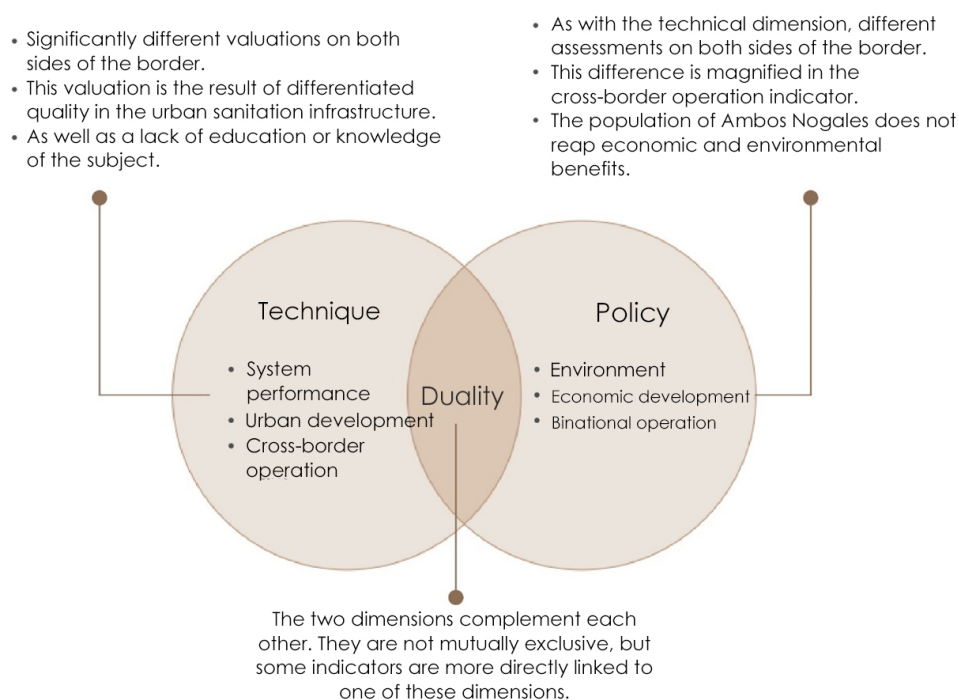 • Significantly different valuations on both
sides of the border.
• This valuation is the result of differentiated
quality in the urban sanitation infrastructure.
• As well as a lack of education or knowledge
of the subject.
• As with the technical dimension, different
assessments on both sides of the border.
• This difference is magnified in the
cross-border operation indicator.
• The population of Ambos Nogales does not
reap economic and environmental
benefits.
Technique
• System
performance
• Urban development
• Cross-border
operation
Duality
Policy
• Environment
• Economic development
• Binational operation
The two dimensions complement each
other. They are not mutually exclusive, but
some indicators are more directly linked to
one of these dimensions.